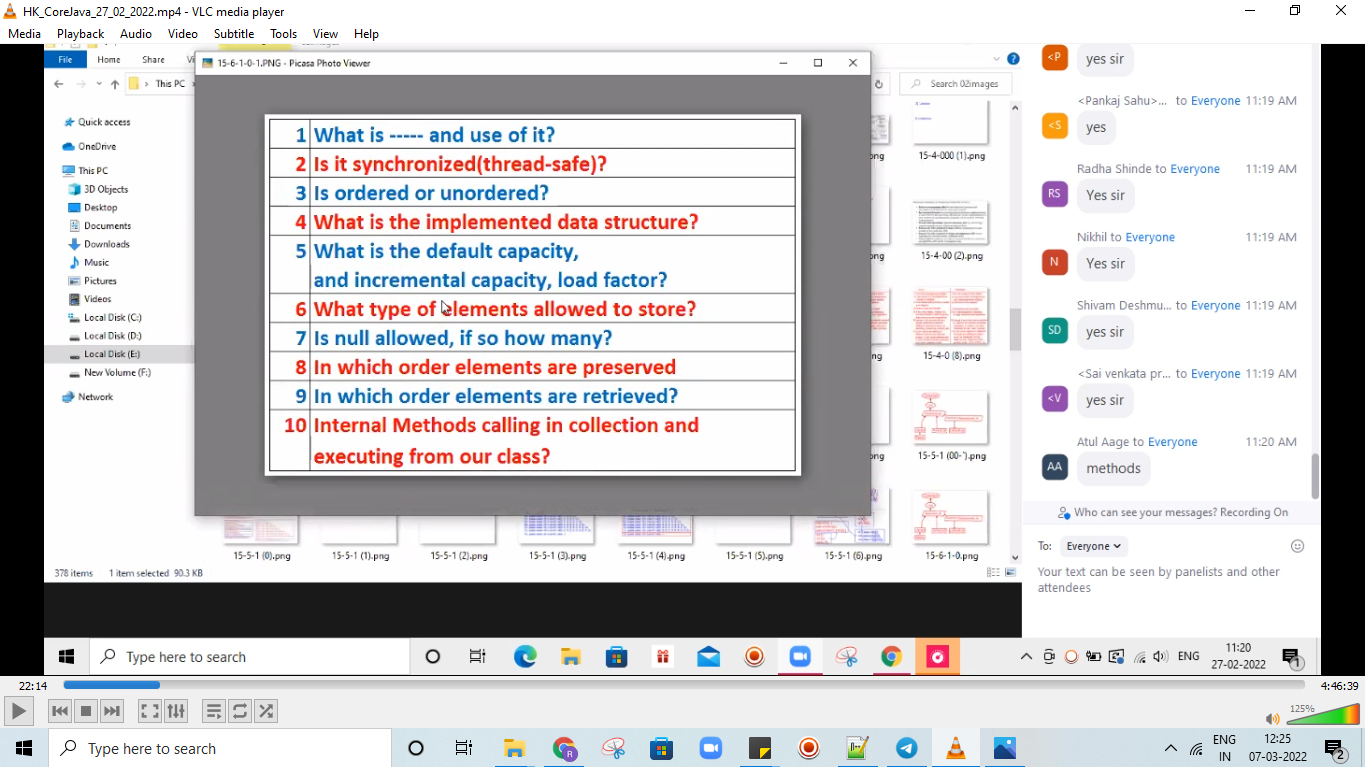 HK_CoreJava_27_02_2022.mp4 - VLC media player
Media Playback Audio Video Subtitle Tools View Help
File Home Share
This PC
Search 02images
15-6-1-0-1.PNG - Picasa Photo Viewer
Quick access
OneDrive
This PC
3D Objects
Desktop
Documents
Downloads
Music
Pictures
Videos
Local Disk (C:)
Local Disk (D:)
Local Disk (E:)
New Volume (F:)
Network
1 What is ----- and use of it?
2 Is it synchronized(thread-safe)?
3 Is ordered or unordered?
4 What is the implemented data structure?
5 What is the default capacity,
and incremental capacity, load factor?
6 What type of elements allowed to store?
7 Is null allowed, if so how many?
8 In which order elements are preserved
9 In which order elements are retrieved?
10 Internal Methods calling in collection and
executing from our class?
15-4-000 (1).png
15-4-00 (2).png
15-4-0 (8).png
15-5-1 (00-`).png
15-5-1 (0).png 15-5-1 (1).png 15-5-1 (2).png 15-5-1 (3).png 15-5-1 (4).png 15-5-1 (5).png 15-5-1 (6).png 15-6-1-0.png
378 items 1 item selected 90.3 KB
<P yes sir
<Pankaj Sahu>... to Everyone 11:19 AM
<S yes
Radha Shinde to Everyone 11:19 AM
RS Yes sir
Nikhil to Everyone 11:19 AM
N Yes sir
Shivam Deshmu... to Everyone 11:19 AM
SD yes sir
<Sai venkata pr... to Everyone 11:19 AM
<V yes sir
Atul Aage to Everyone 11:20 AM
AA methods
Who can see your messages? Recording On
To: Everyone
Your text can be seen by panelists and other
attendees
Type here to search
ENG
11:20
27-02-2022
1
22:14
4:46:39
125%
Type here to search
ENG
IN
12:25
07-03-2022
2